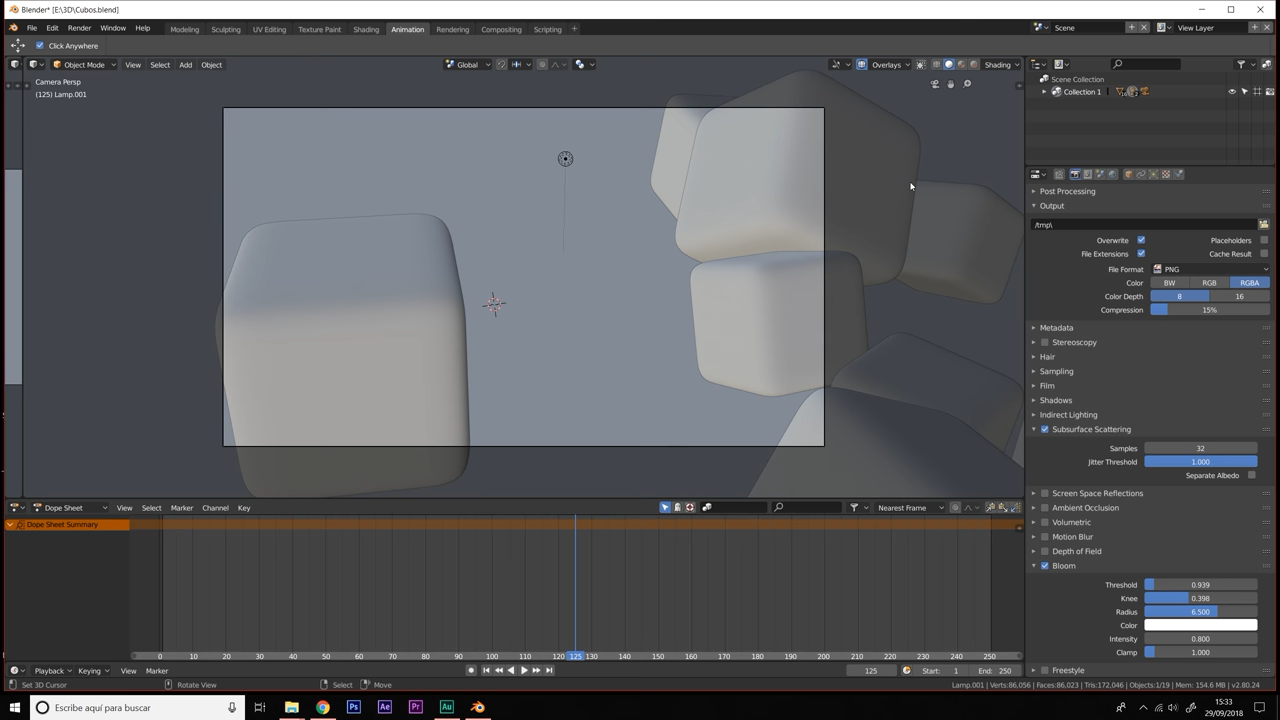 Blender* [E:\3D\Cubos.blend]
File Edit Render Window Help
Modeling Sculpting UV Editing Texture Paint Shading Animation Rendering Compositing Scripting
Scene
View Layer
Click Anywhere
Object Mode View Select Add Object
Global
Overlays
Shading
Camera Persp
(125) Lamp.001
Scene Collection
Collection 1
Post Processing
Output
/tmp\
Overwrite
Placeholders
File Extensions
Cache Result
File Format PNG
Color BW RGB RGBA
Color Depth 8 16
Compression 15%
Metadata
Stereoscopy
Hair
Sampling
Film
Shadows
Indirect Lighting
Subsurface Scattering
Samples 32
Jitter Threshold 1.000
Separate Albedo
Screen Space Reflections
Ambient Occlusion
Volumetric
Motion Blur
Depth of Field
Bloom
Threshold 0.939
Knee 0.398
Radius 6.500
Color
Intensity 0.800
Clamp 1.000
Freestyle
Dope Sheet View Select Marker Channel Key
Nearest Frame
Dope Sheet Summary
0 10 20 30 40 50 60 70 80 90 100 110 120 125 130 140 150 160 170 180 190 200 210 220 230 240 250
Playback Keying View Marker
125 Start: 1 End: 250
Set 3D Cursor Rotate View Select Move
Lamp.001 | Verts:86,056 | Faces:86,023 | Tris:172,046 | Objects:1/19 | Mem: 154.6 MB | v2.80.24
Escribe aquí para buscar
Ps Ae Pr Au
15:33
29/09/2018